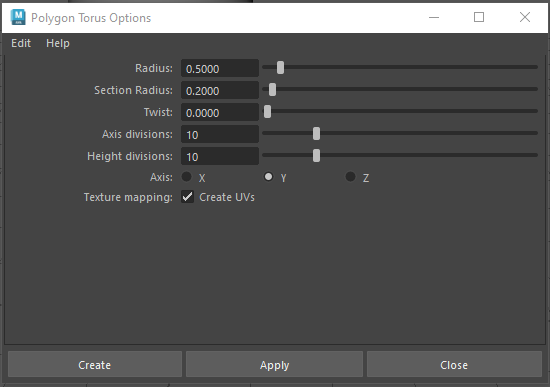 Polygon Torus Options
Edit Help
Radius: 0.5000
Section Radius: 0.2000
Twist: 0.0000
Axis divisions: 10
Height divisions: 10
Axis: X Y Z
Texture mapping: Create UVs
Create Apply Close